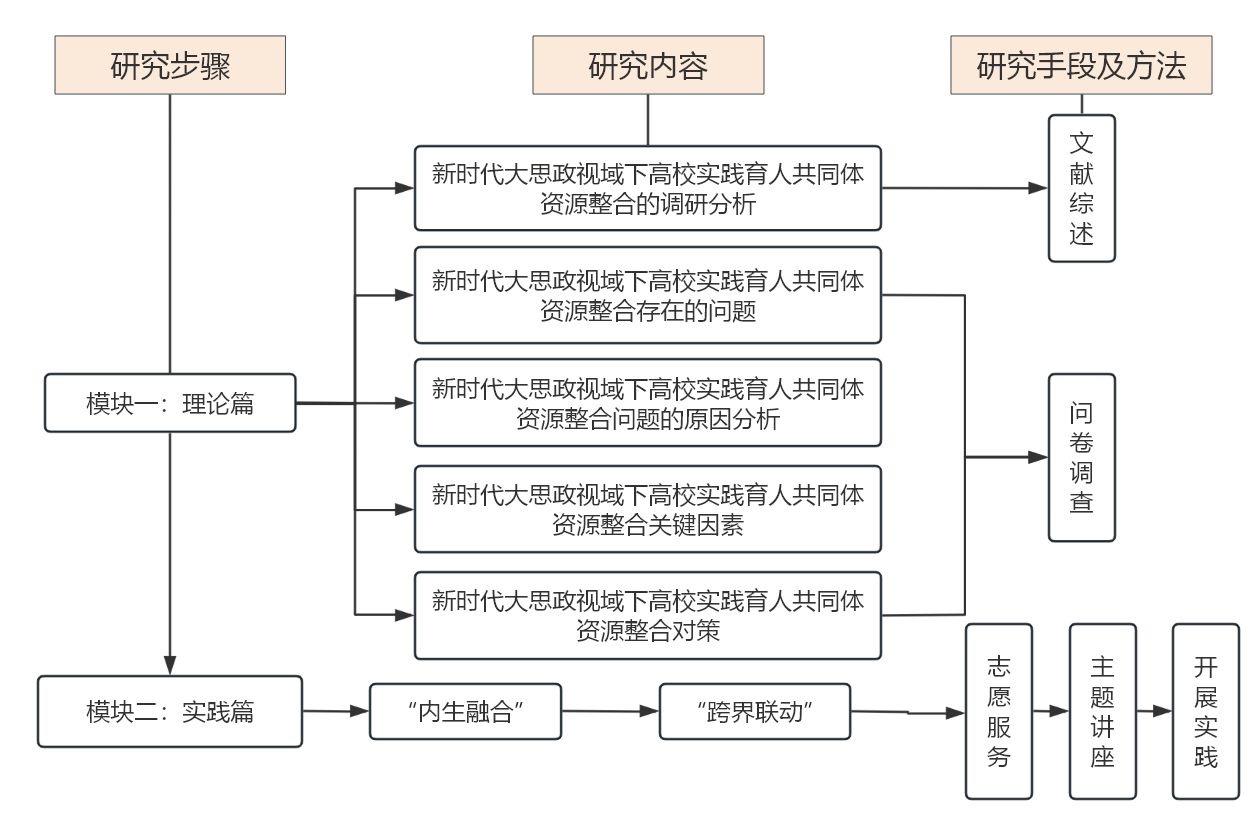 研究步骤
研究内容
研究手段及方法
新时代大思政视域下高校实践育人共同体
资源整合的调研分析
文
献
综
述
新时代大思政视域下高校实践育人共同体
资源整合存在的问题
模块一：理论篇
新时代大思政视域下高校实践育人共同体
资源整合问题的原因分析
问
卷
调
查
新时代大思政视域下高校实践育人共同体
资源整合关键因素
新时代大思政视域下高校实践育人共同体
资源整合对策
模块二：实践篇
“内生融合”
“跨界联动”
志
愿
服
务
主
题
讲
座
开
展
实
践